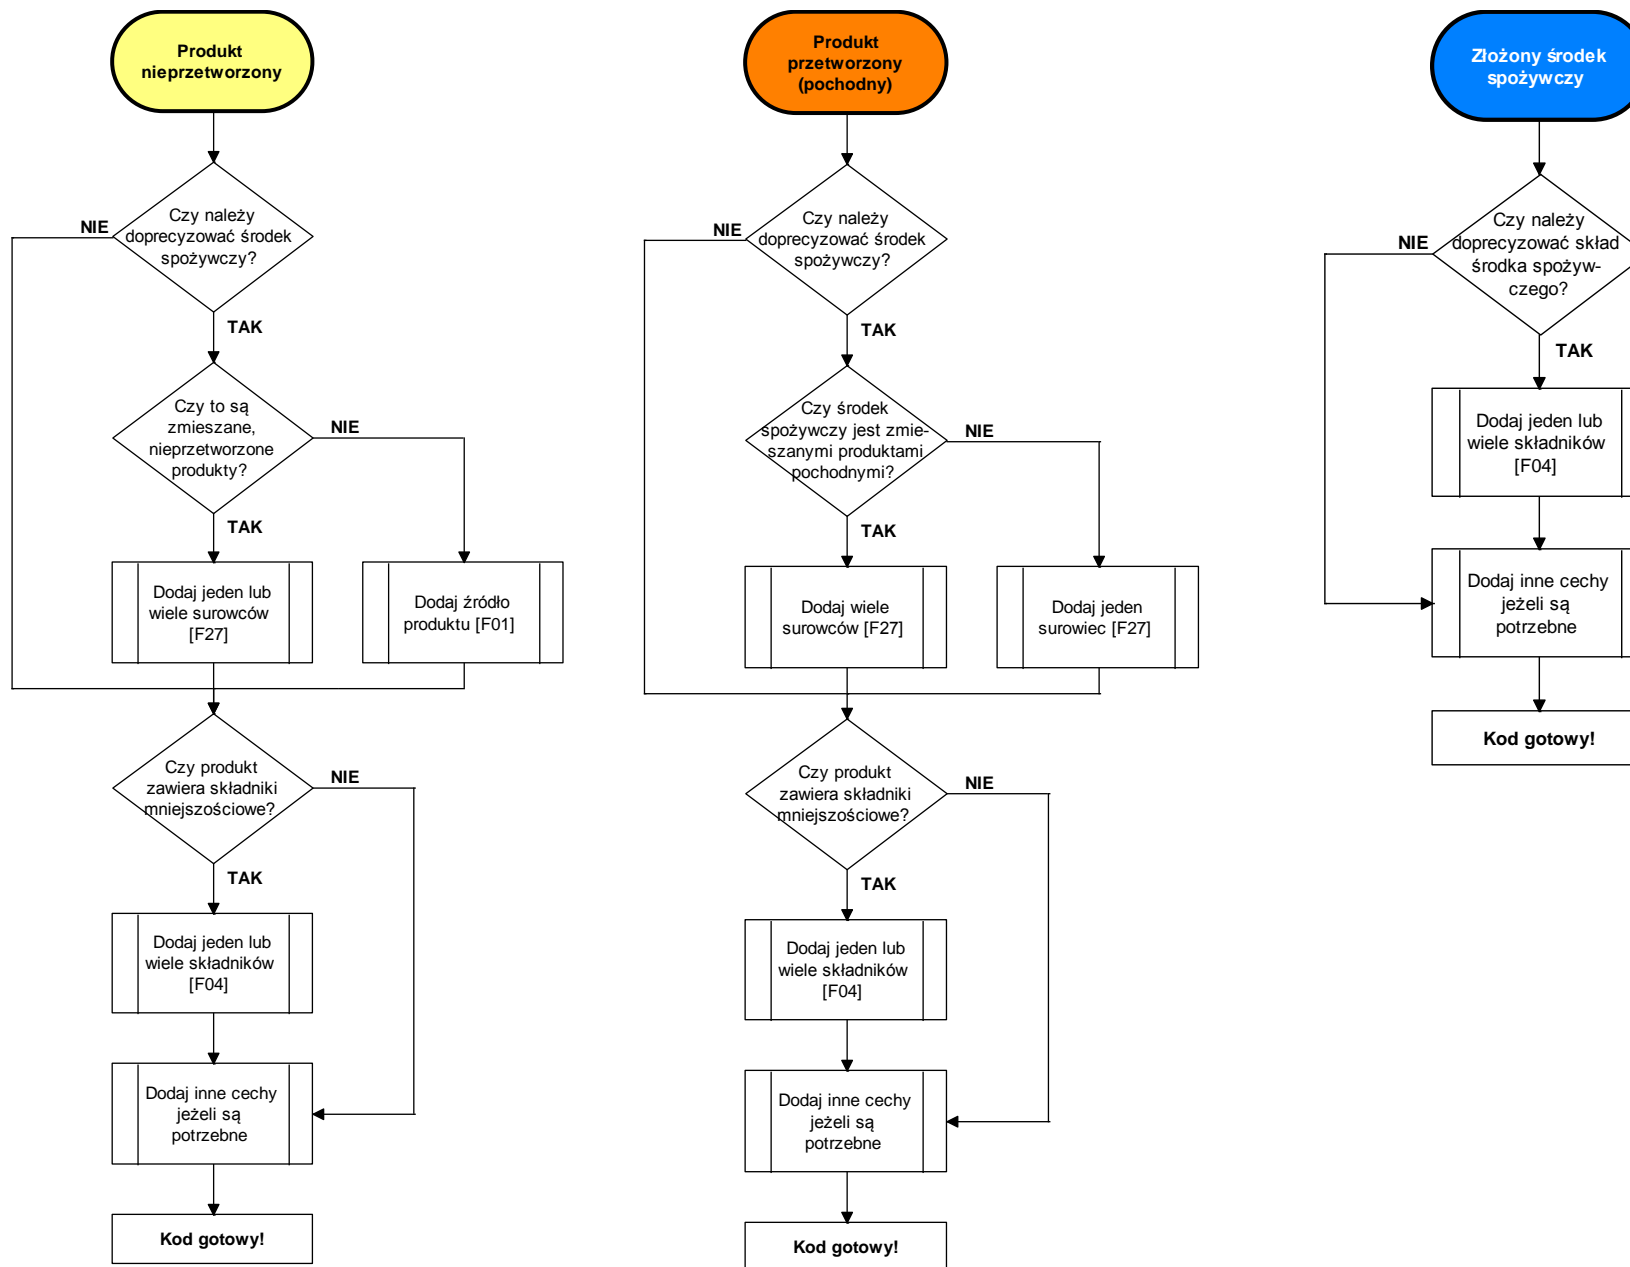 Produkt
nieprzetworzony
Czy należy
doprecyzować środek
spożywczy?
NIE
TAK
Czy to są
zmieszane,
nieprzetworzone
produkty?
NIE
TAK
Dodaj jeden lub
wiele surowców
[F27]
Dodaj źródło
produktu [F01]
Czy produkt
zawiera składniki
mniejszościowe?
NIE
TAK
Dodaj jeden lub
wiele składników
[F04]
Dodaj inne cechy
jeżeli są
potrzebne
Kod gotowy!
Produkt
przetworzony
(pochodny)
Czy należy
doprecyzować środek
spożywczy?
NIE
TAK
Czy środek
spożywczy jest zmie-
szanymi produktami
pochodnymi?
NIE
TAK
Dodaj wiele
surowców [F27]
Dodaj jeden
surowiec [F27]
Czy produkt
zawiera składniki
mniejszościowe?
NIE
TAK
Dodaj jeden lub
wiele składników
[F04]
Dodaj inne cechy
jeżeli są
potrzebne
Kod gotowy!
Złożony środek
spożywczy
Czy należy
doprecyzować skład
środka spożyw-
czego?
NIE
TAK
Dodaj jeden lub
wiele składników
[F04]
Dodaj inne cechy
jeżeli są
potrzebne
Kod gotowy!